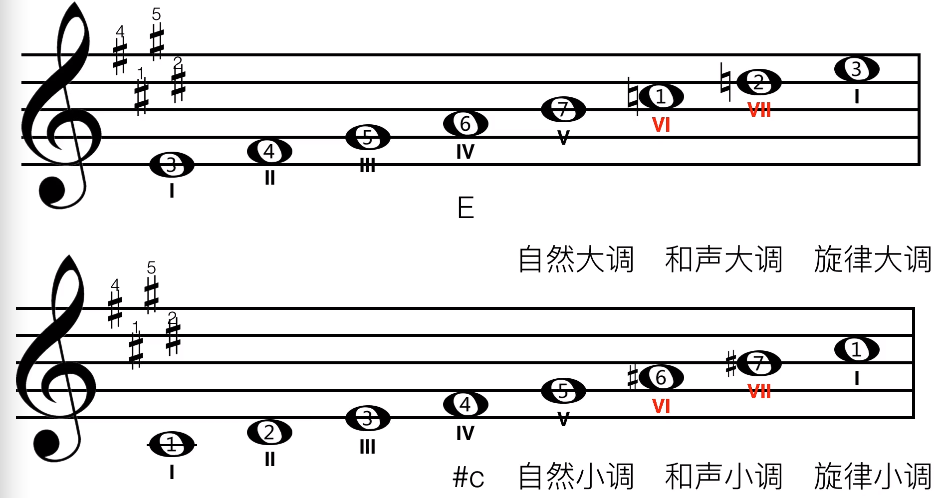 4 5
1 2
3 4 5 6 7 1 2 3
I II III IV V VI VII I
E
自然大调 和声大调 旋律大调
4 5
1 2
1 2 3 4 5 6 7 1
I II III IV V VI VII I
#c 自然小调 和声小调 旋律小调